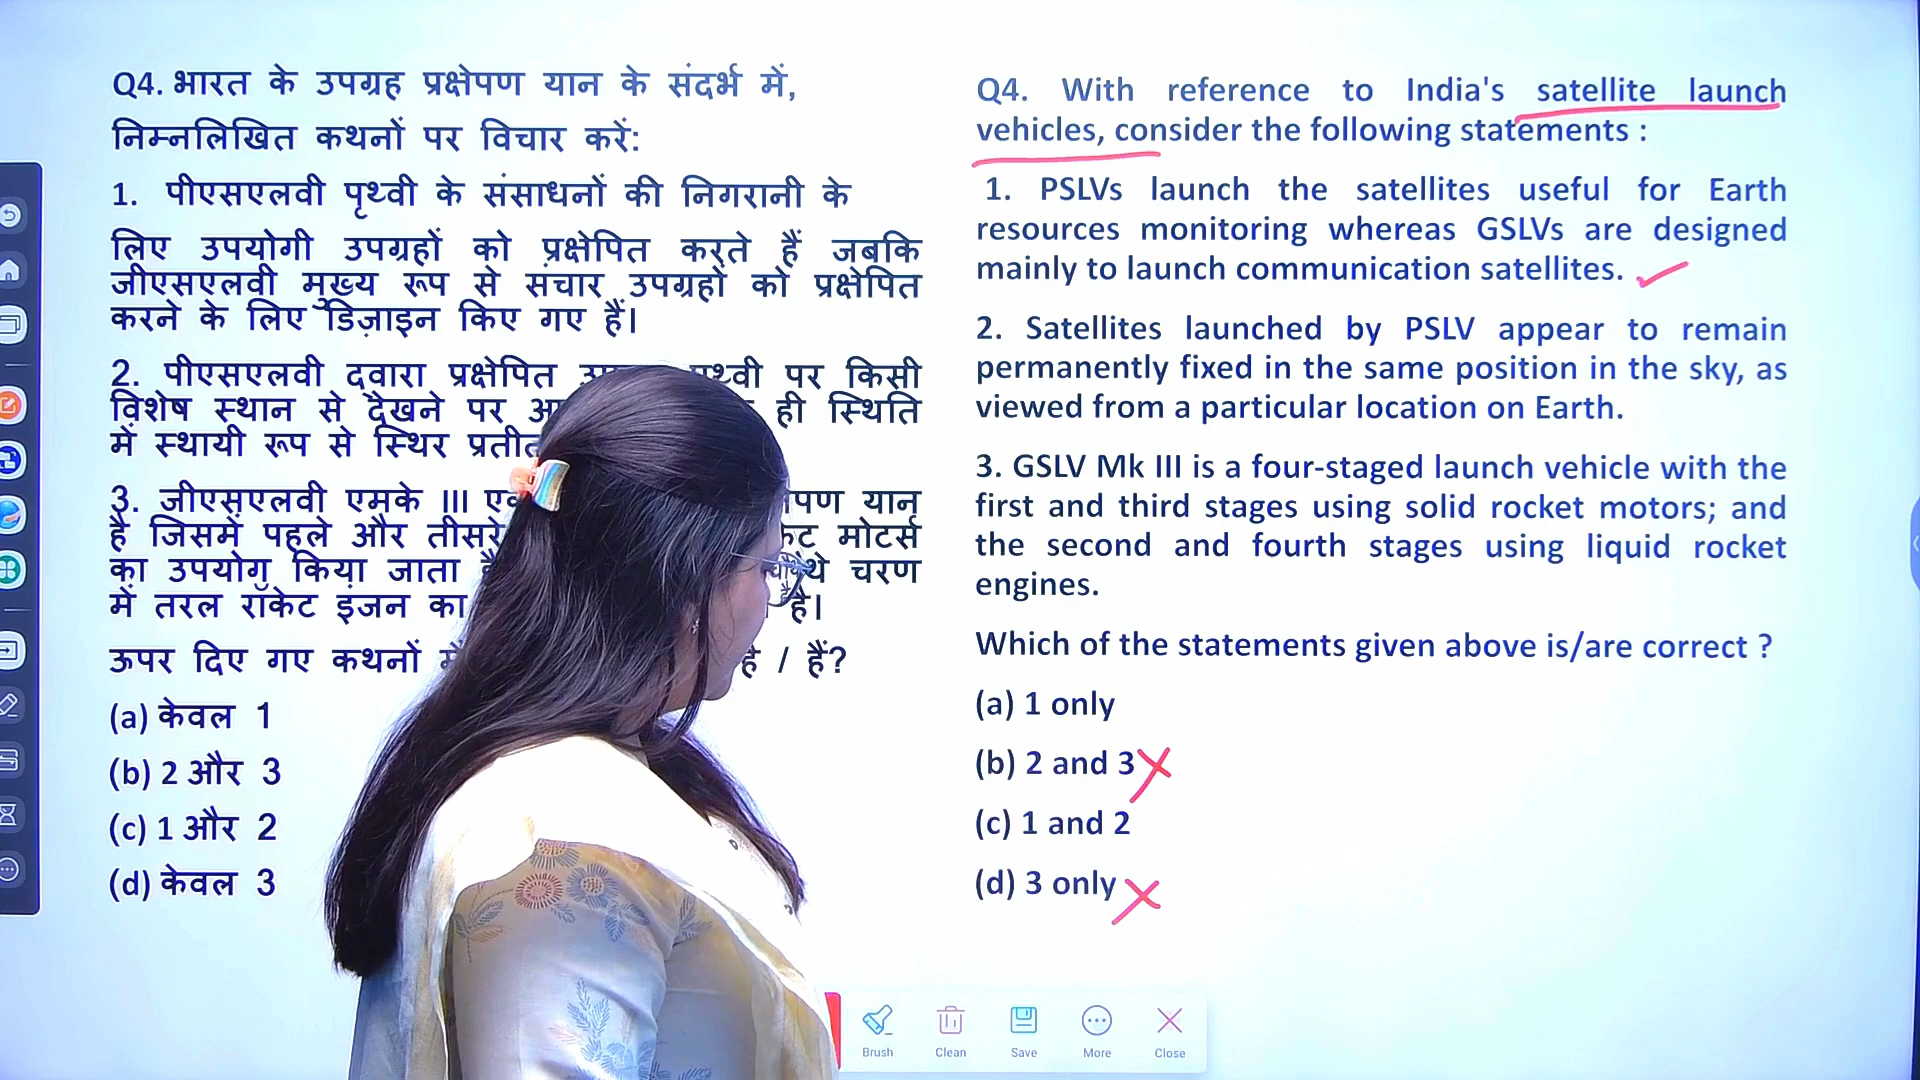 Q4. भारत के उपग्रह प्रक्षेपण यान के संदर्भ में,
निम्नलिखित कथनों पर विचार करें:
1. पीएसएलवी पृथ्वी के संसाधनों की निगरानी के
लिए उपयोगी उपग्रहों को प्रक्षेपित करते हैं जबकि
जीएसएलवी मुख्य रूप से संचार उपग्रहों को प्रक्षेपित
करने के लिए डिज़ाइन किए गए हैं।
2. पीएसएलवी द्वारा प्रक्षेपित पृथ्वी पर किसी
विशेष स्थान से देखने पर ही स्थिति
में स्थायी रूप से स्थिर
3. जीएसएलवी एमके III यान
है जिसमें पहले और तीसरे मोटर्स
का उपयोग किया जाता चरण
में तरल रॉकेट इंजन का है।
ऊपर दिए गए कथनों है / हैं?
(a) केवल 1
(b) 2 और 3
(c) 1 और 2
(d) केवल 3
Q4. With reference to India's satellite launch
vehicles, consider the following statements :
1. PSLVs launch the satellites useful for Earth
resources monitoring whereas GSLVs are designed
mainly to launch communication satellites.
2. Satellites launched by PSLV appear to remain
permanently fixed in the same position in the sky, as
viewed from a particular location on Earth.
3. GSLV Mk III is a four-staged launch vehicle with the
first and third stages using solid rocket motors; and
the second and fourth stages using liquid rocket
engines.
Which of the statements given above is/are correct ?
(a) 1 only
(b) 2 and 3
(c) 1 and 2
(d) 3 only
Brush Clean Save More Close